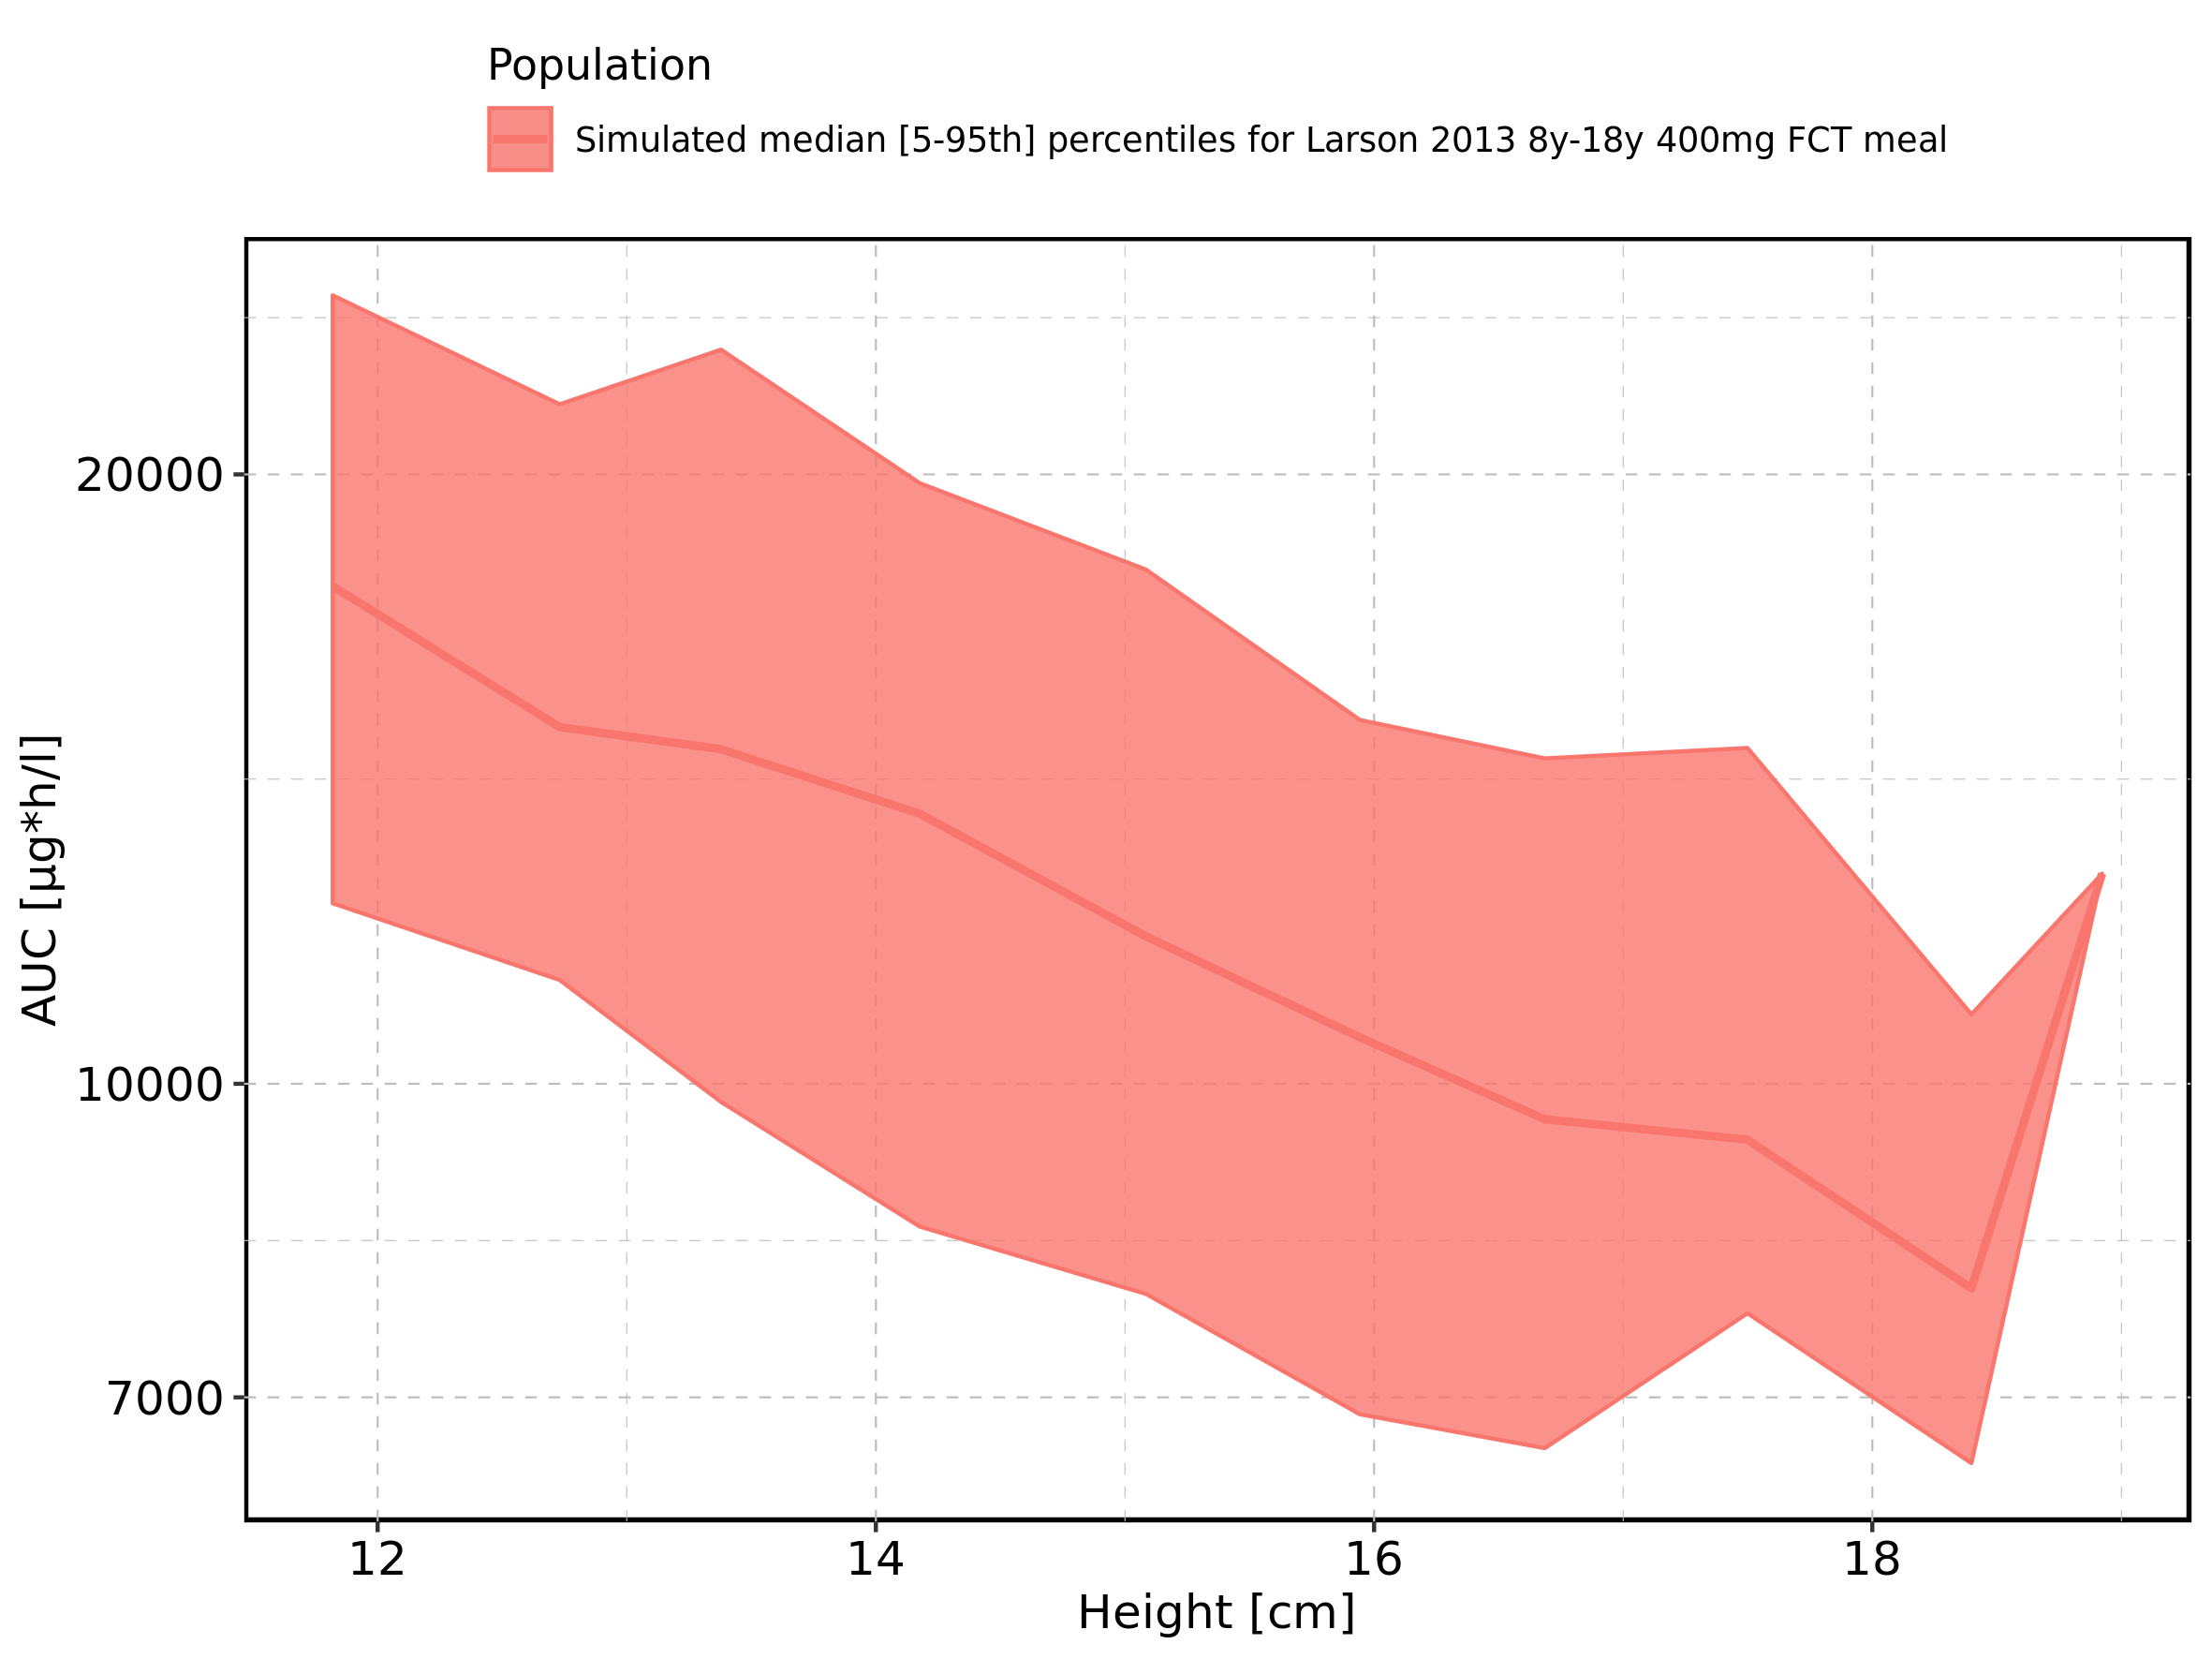 Population
Simulated median [5-95th] percentiles for Larson 2013 8y-18y 400mg FCT meal
20000
10000
7000
AUC [µg*h/l]
12 14 16 18
Height [cm]